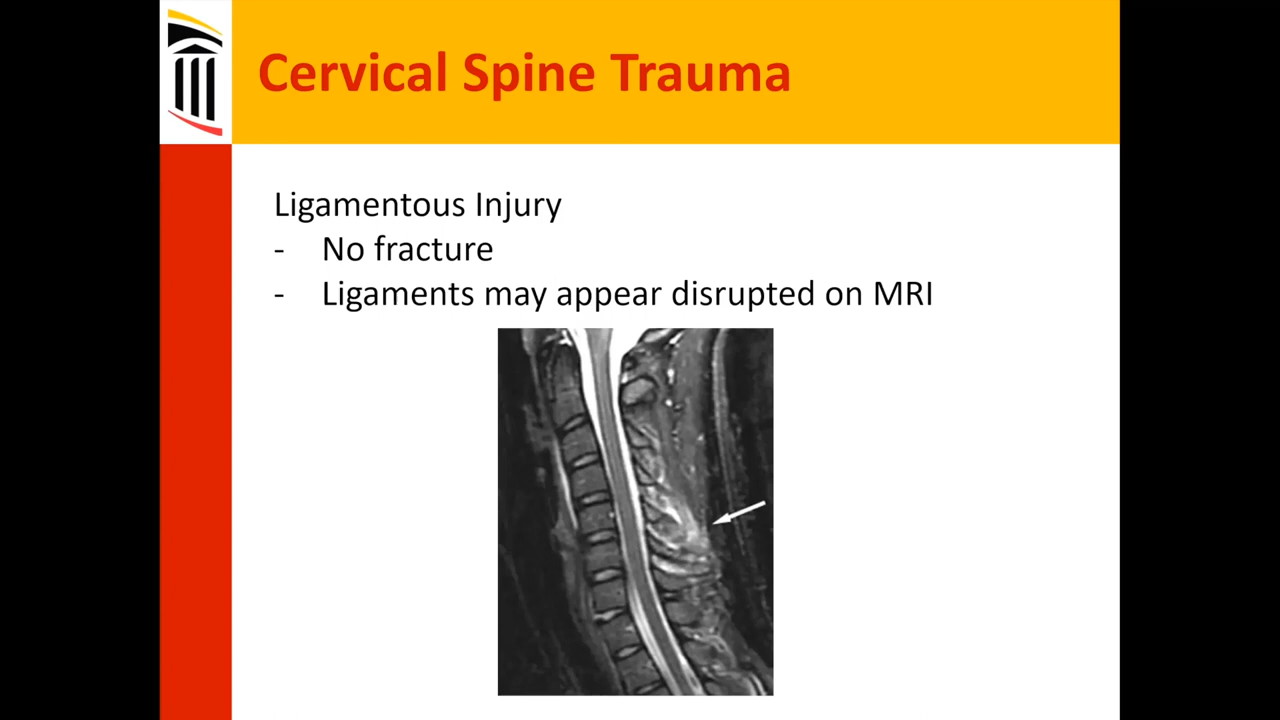 Cervical Spine Trauma
Ligamentous Injury
- No fracture
- Ligaments may appear disrupted on MRI